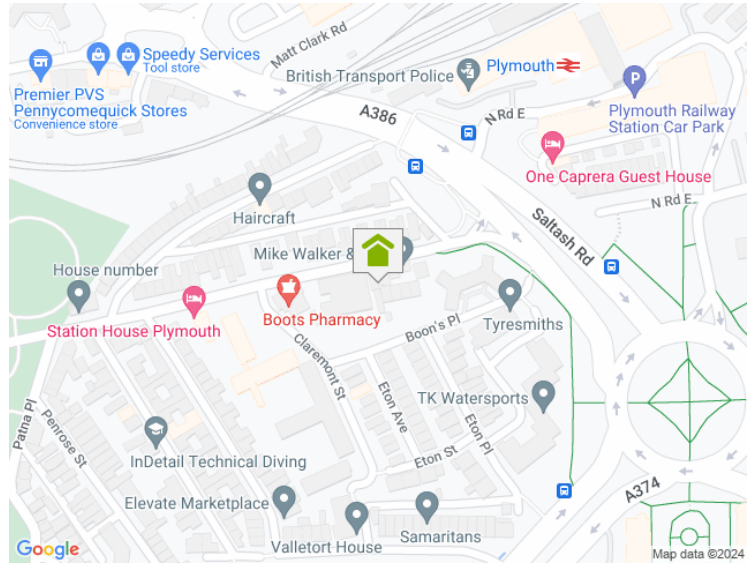 Matt Clark Rd
Speedy Services
Tool store
Premier PVS
Pennycomequick Stores
Convenience store
British Transport Police
Plymouth
A386
N Rd E
P
Plymouth Railway
Station Car Park
One Caprera Guest House
N Rd E
Haircraft
Saltash Rd
Mike Walker &
House number
Station House Plymouth
Boots Pharmacy
Tyresmiths
Boon's Pl
Claremont St
Eton Ave
TK Watersports
Eton Pl
Patna Pl
Penrose St
InDetail Technical Diving
Eton St
A374
Elevate Marketplace
Samaritans
Valletort House
Google
Map data ©2024